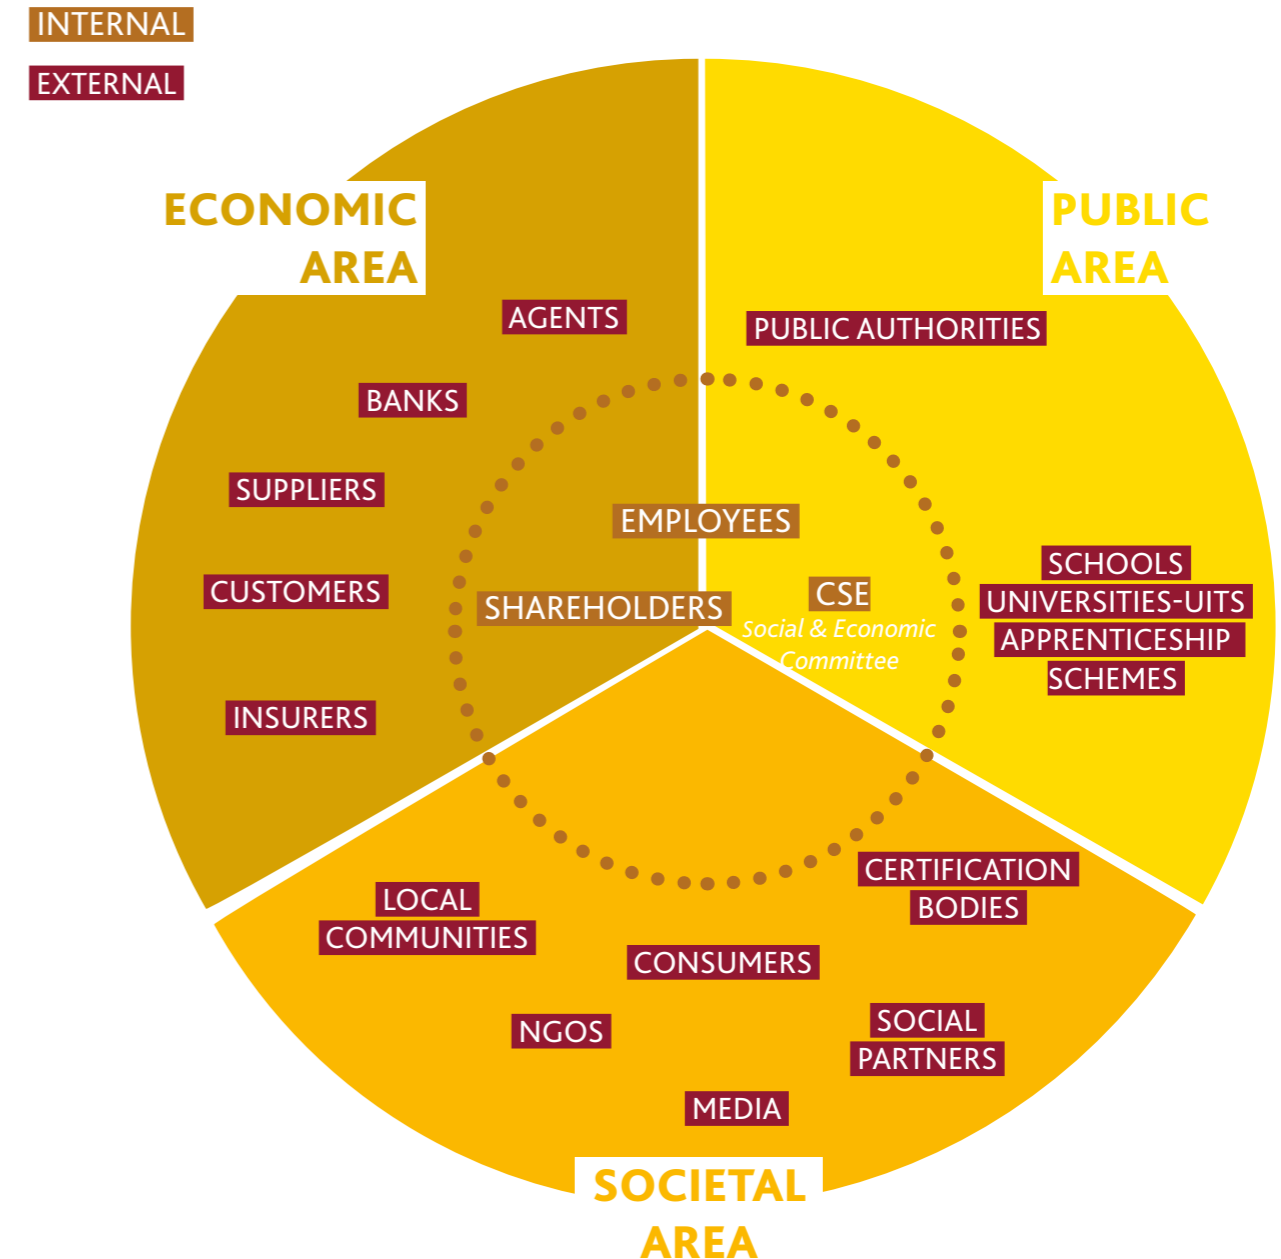 INTERNAL
EXTERNAL
ECONOMIC
AREA
PUBLIC
AREA
AGENTS
PUBLIC AUTHORITIES
BANKS
SUPPLIERS
EMPLOYEES
CUSTOMERS
SHAREHOLDERS
CSE
Social & Economic
Committee
SCHOOLS
UNIVERSITIES-UITS
APPRENTICESHIP
SCHEMES
INSURERS
LOCAL
COMMUNITIES
CERTIFICATION
BODIES
CONSUMERS
NGOS
SOCIAL
PARTNERS
MEDIA
SOCIETAL
AREA